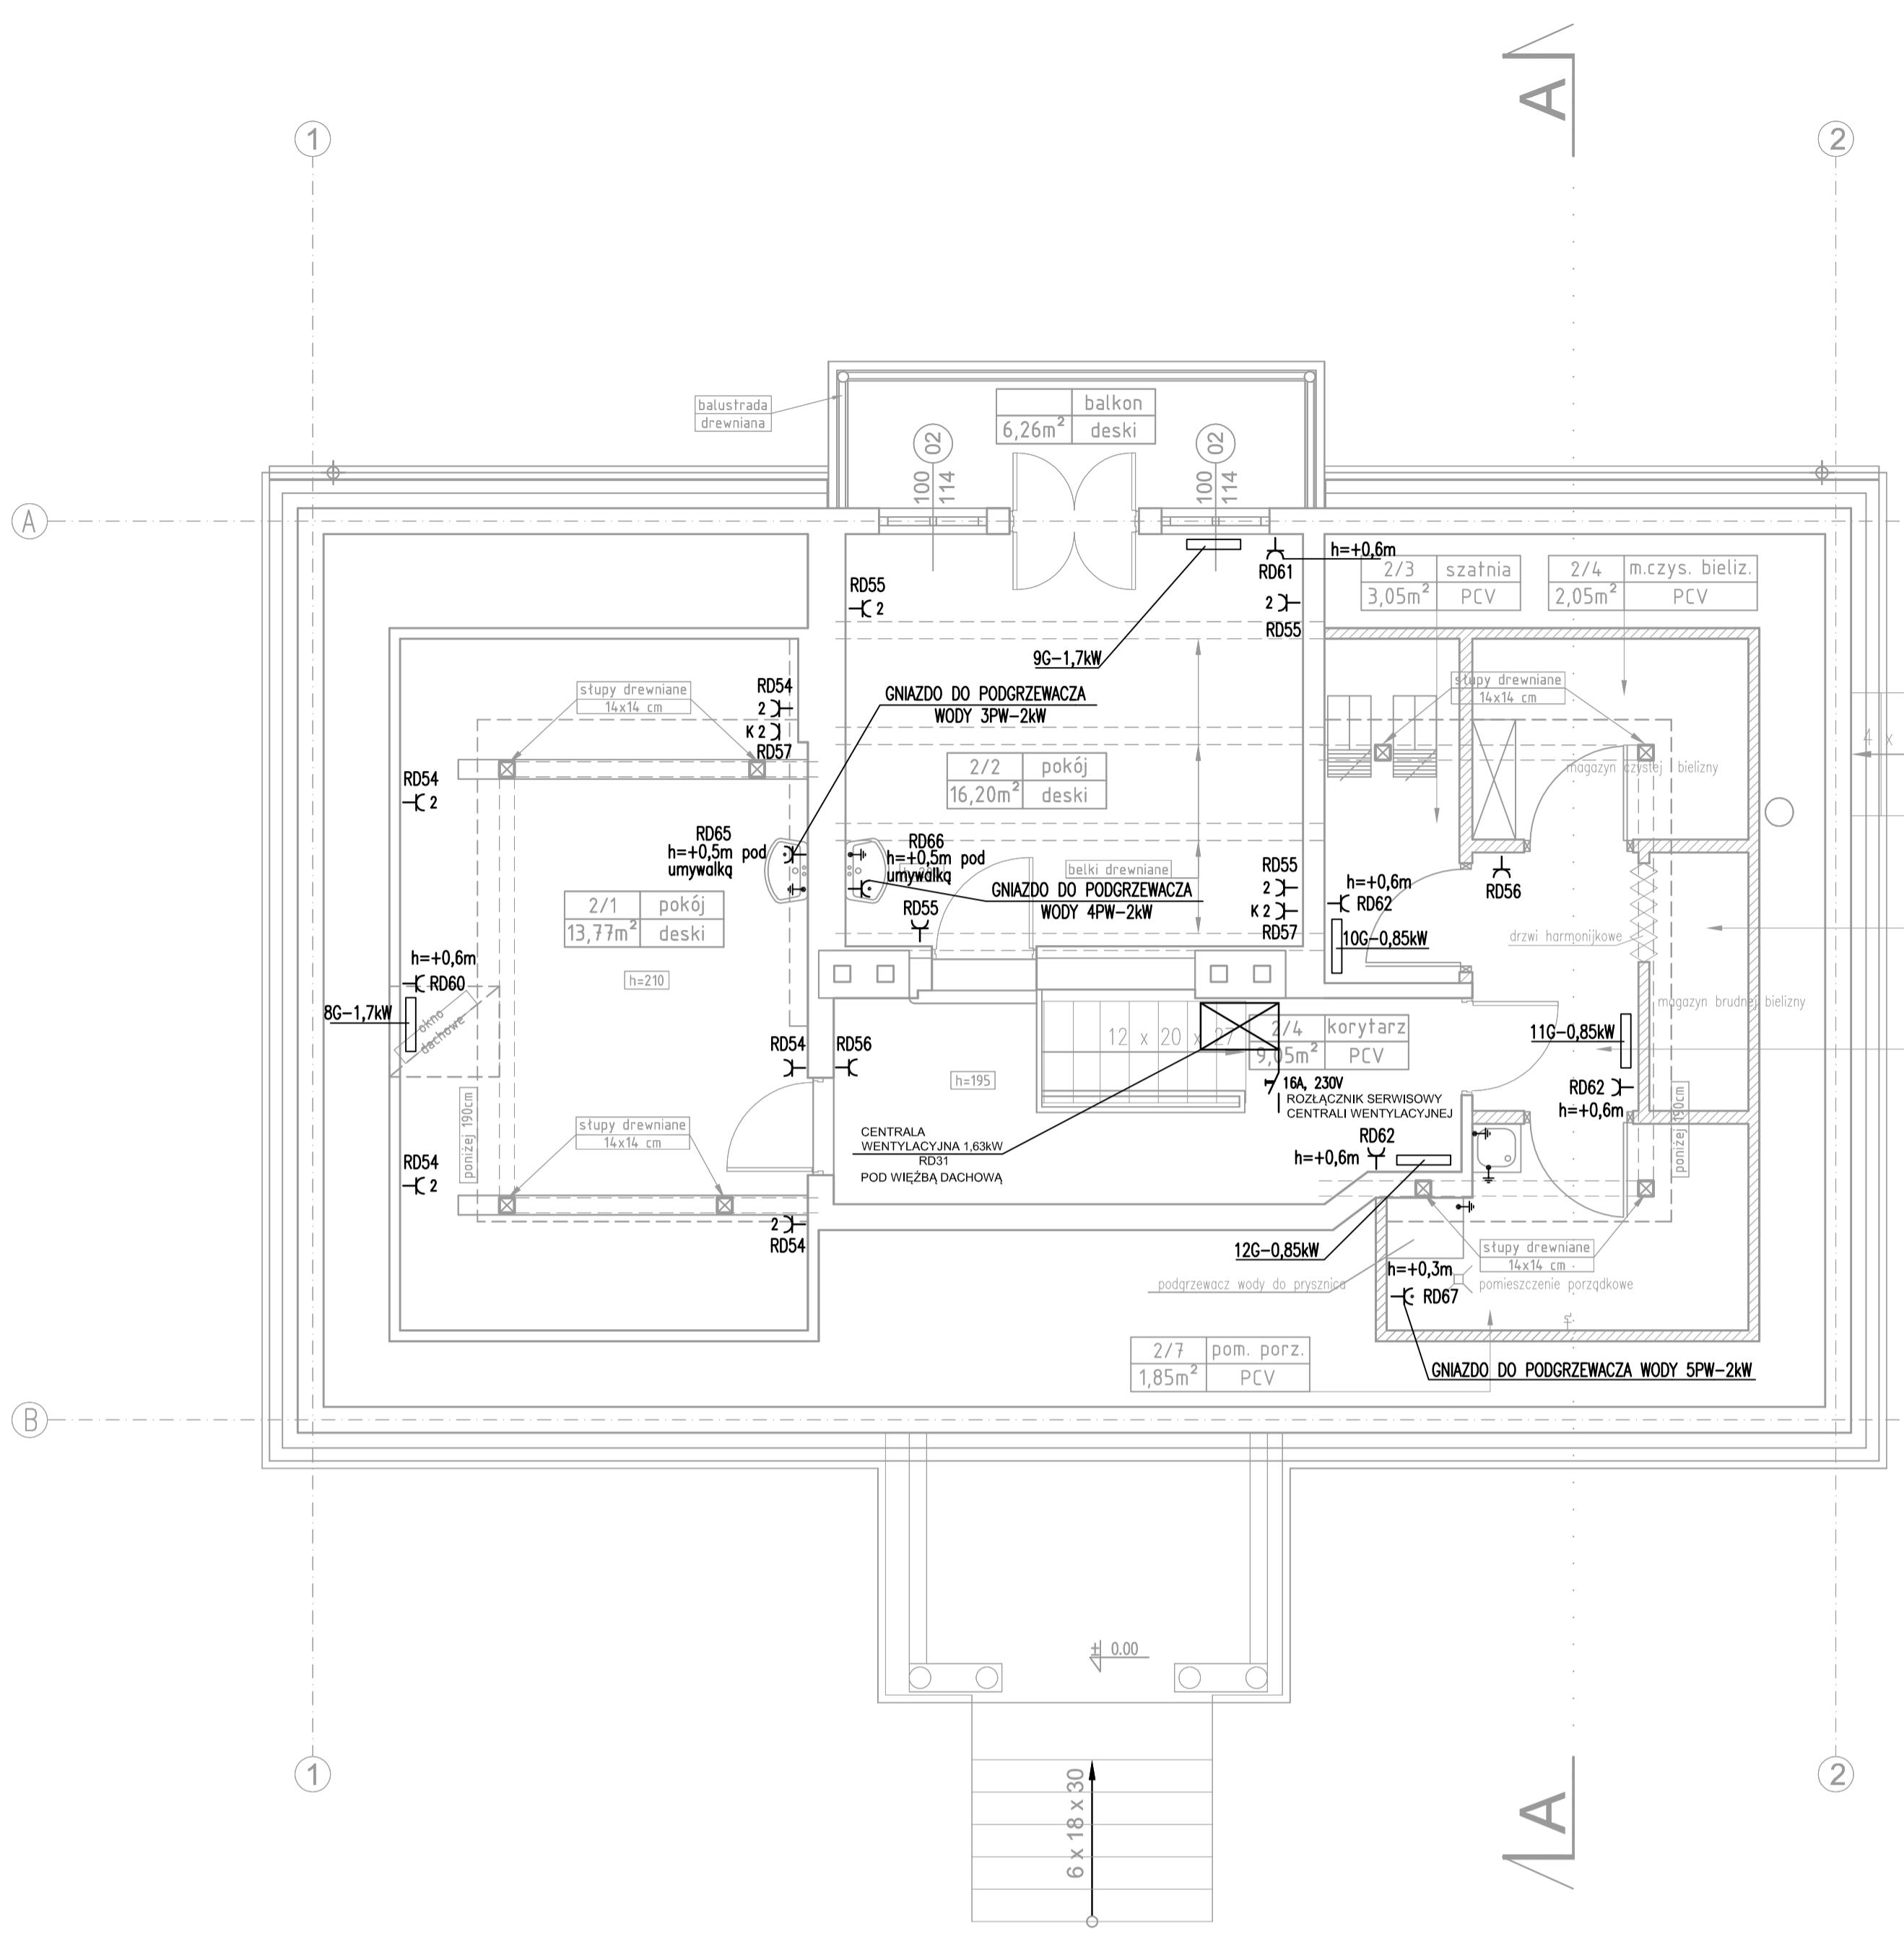 A
1
2
balustrada
drewniana
balkon
6,26m²
deski
02
100
114
02
100
114
A
h=+0,6m
RD61
2/3
szatnia
3,05m²
PCV
2/4
m.czys. bieliz.
2,05m²
PCV
RD55
2
2
RD55
9G-1,7kW
słupy drewniane
14x14 cm
RD54
2
K 2
RD57
GNIAZDO DO PODGRZEWACZA
WODY 3PW-2kW
słupy drewniane
14x14 cm
4 x
RD54
2
2/2
pokój
16,20m²
deski
magazyn czystej bielizny
RD65
h=+0,5m pod
umywalką
RD66
h=+0,5m pod
umywalką
belki drewniane
GNIAZDO DO PODGRZEWACZA
WODY 4PW-2kW
RD55
RD55
2
K 2
RD57
h=+0,6m
RD62
RD56
2/1
pokój
13,77m²
deski
10G-0,85kW
drzwi harmonijkowe
h=+0,6m
RD60
h=210
8G-1,7kW
okno
dachowe
magazyn brudnej bielizny
12 x 20 x 27
2/4
korytarz
9,05m²
PCV
11G-0,85kW
RD54
RD56
h=195
16A, 230V
ROZŁĄCZNIK SERWISOWY
CENTRALI WENTYLACYJNEJ
RD62
h=+0,6m
poniżej 190cm
poniżej 190cm
słupy drewniane
14x14 cm
CENTRALA
WENTYLACYJNA 1,63kW
RD31
POD WIĘŹBĄ DACHOWĄ
RD62
h=+0,6m
RD54
2
2
RD54
12G-0,85kW
słupy drewniane
14x14 cm
h=+0,3m
RD67
podgrzewacz wody do prysznica
pomieszczenie porządkowe
2/7
pom. porz.
1,85m²
PCV
GNIAZDO DO PODGRZEWACZA WODY 5PW-2kW
B
± 0.00
6 x 18 x 30
1
2
A